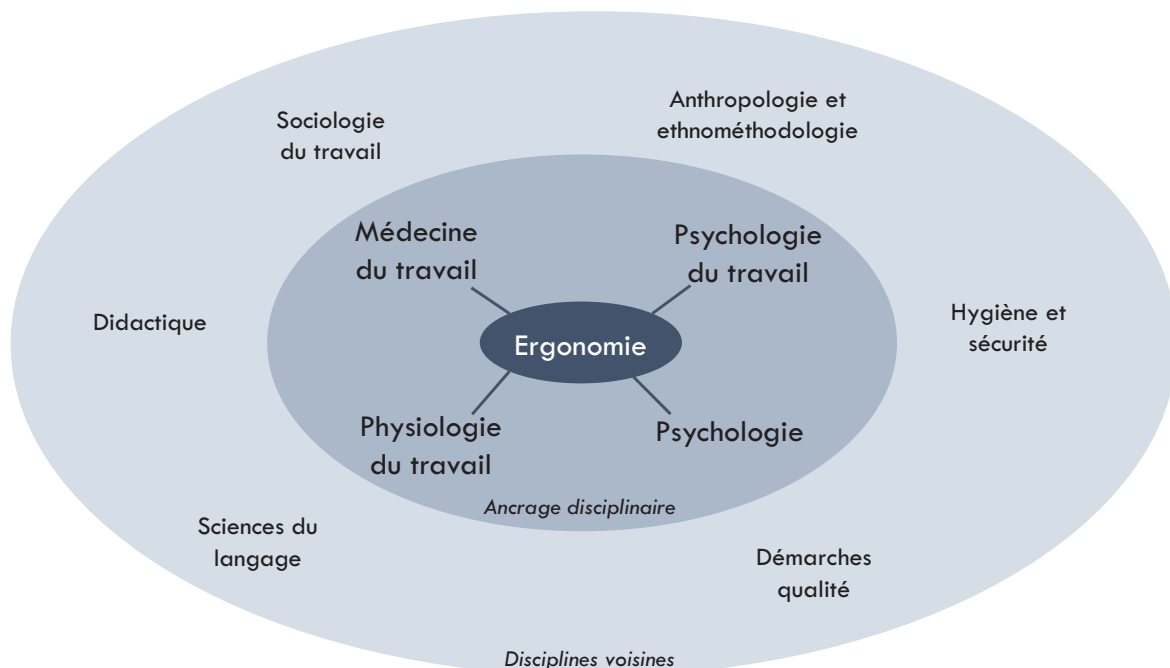 Sociologie
du travail
Anthropologie et
ethnométhodologie
Médecine
du travail
Psychologie
du travail
Didactique
Ergonomie
Hygiène et
sécurité
Physiologie
du travail
Psychologie
Ancrage disciplinaire
Sciences du
langage
Démarches
qualité
Disciplines voisines